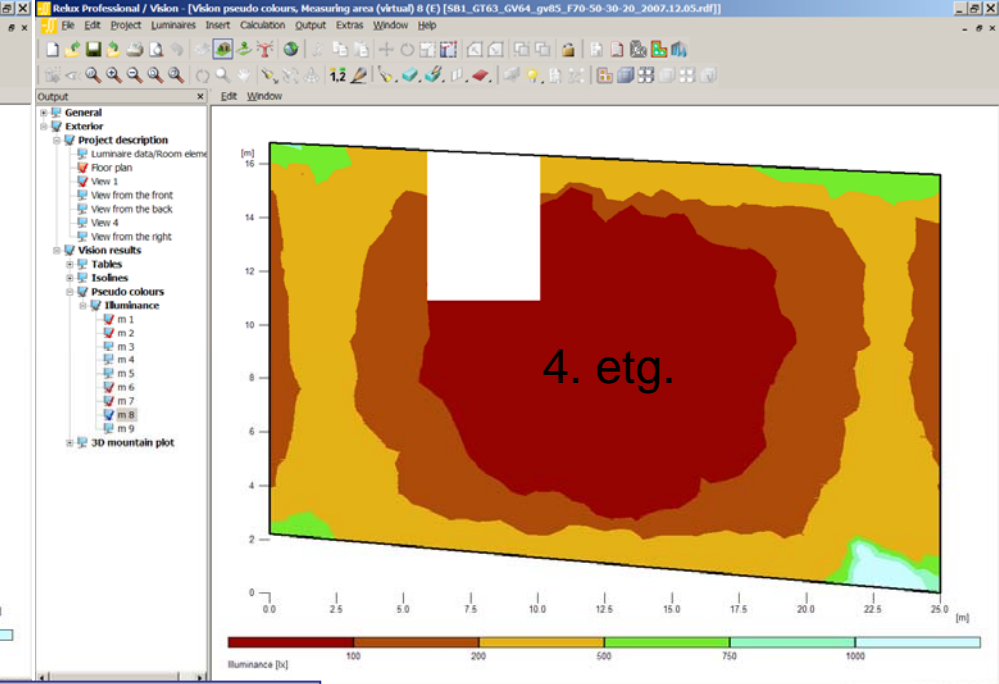 Relux Professional / Vision - [Vision pseudo colours, Measuring area (virtual) 8 (E) [SB1_GT63_GV64_gv85_F70-50-30-20_2007.12.05.rdf]]
File Edit Project Luminaires Insert Calculation Output Extras Window Help
1,2
Output
Edit Window
General
Exterior
Project description
Luminaire data/Room eleme
Floor plan
View 1
View from the front
View from the back
View 4
View from the right
Vision results
Tables
Isolines
Pseudo colours
Illuminance
m 1
m 2
m 3
m 4
m 5
m 6
m 7
m 8
m 9
3D mountain plot
[m]
16
14
12
10
8
6
4
2
0
4. etg.
0.0 2.5 5.0 7.5 10.0 12.5 15.0 17.5 20.0 22.5 25.0
[m]
100 200 500 750 1000
Illuminance [lx]